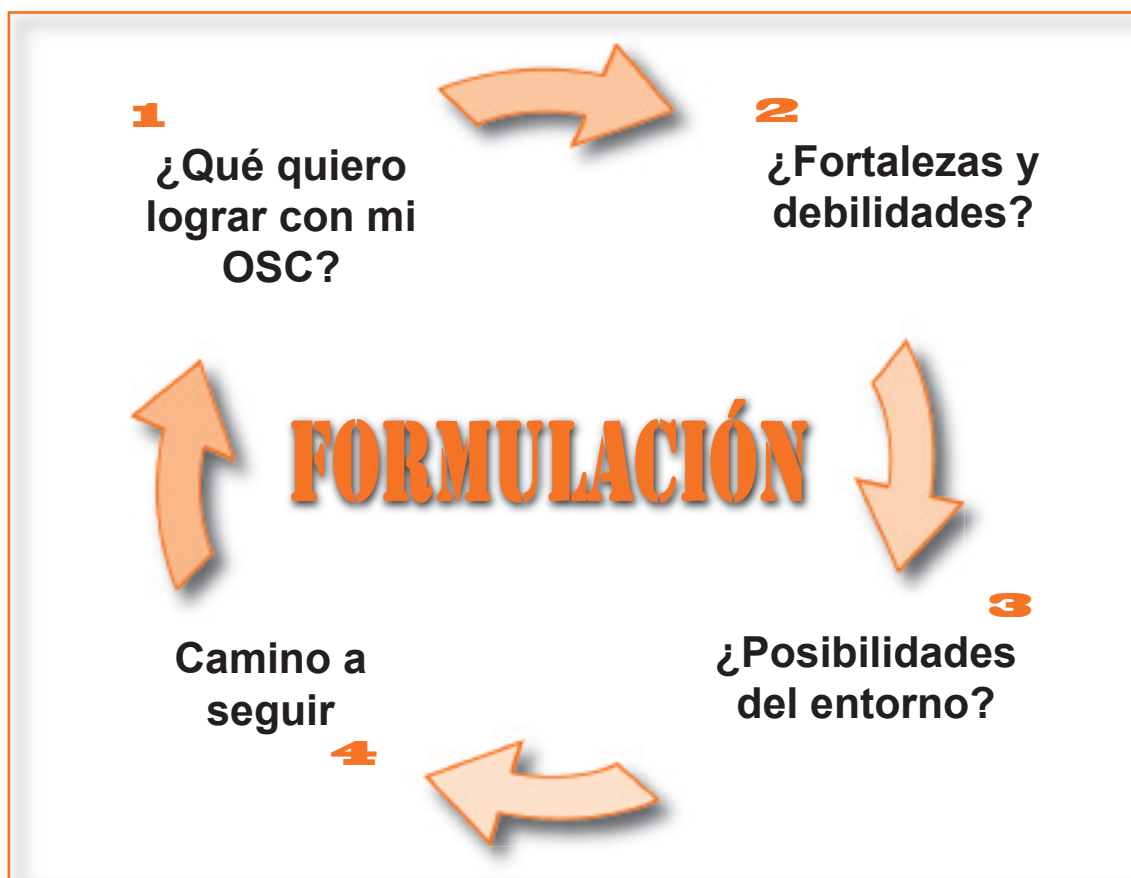 1
¿Qué quiero
lograr con mi
OSC?
2
¿Fortalezas y
debilidades?
FORMULACIÓN
3
¿Posibilidades
del entorno?
Camino a
seguir
4